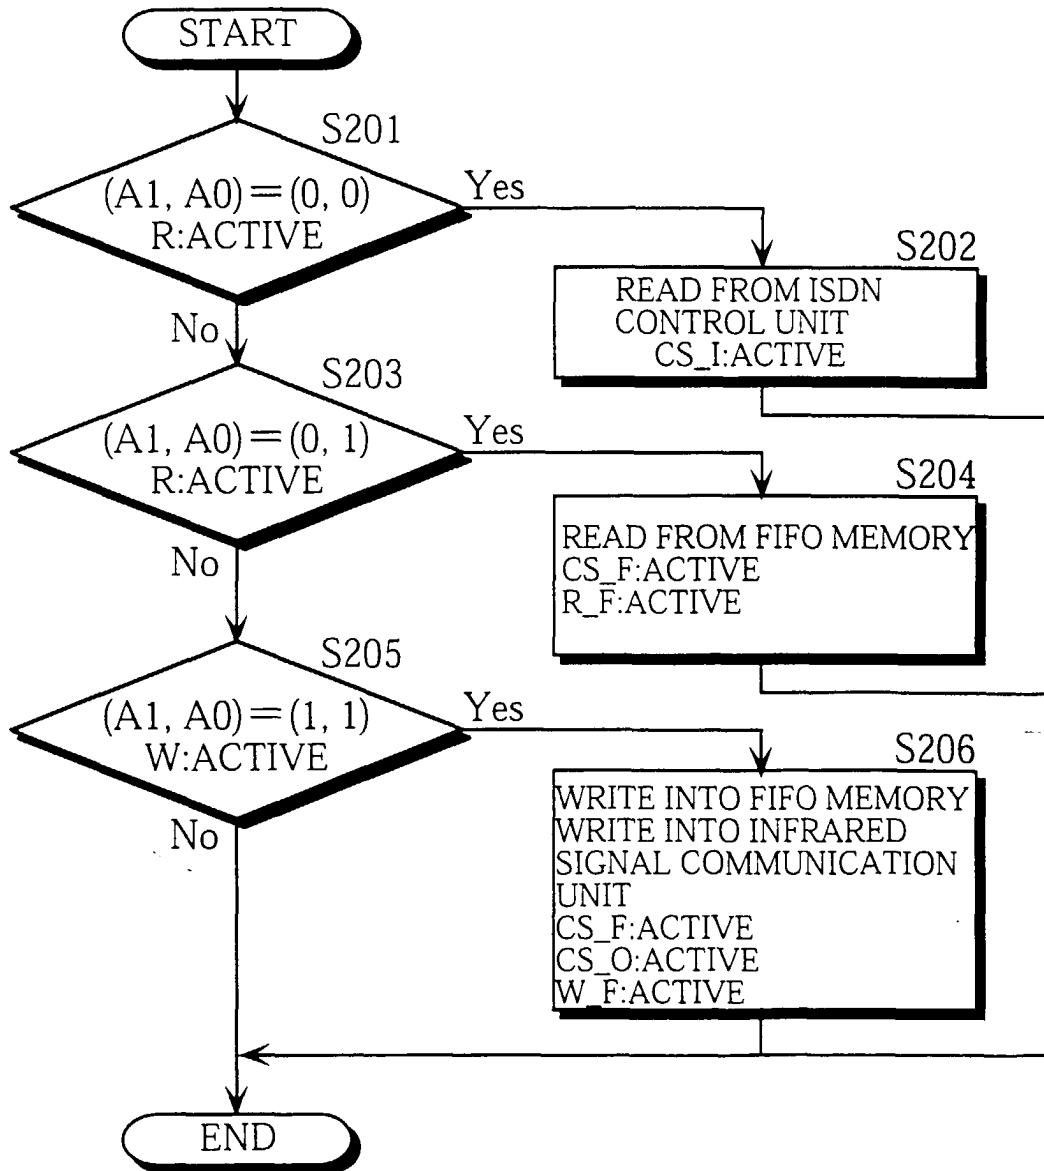 START
S201
(A1, A0)=(0, 0)
R:ACTIVE
Yes
No
S202
READ FROM ISDN
CONTROL UNIT
CS_I:ACTIVE
S203
(A1, A0)=(0, 1)
R:ACTIVE
Yes
No
S204
READ FROM FIFO MEMORY
CS_F:ACTIVE
R_F:ACTIVE
S205
(A1, A0)=(1, 1)
W:ACTIVE
Yes
No
S206
WRITE INTO FIFO MEMORY
WRITE INTO INFRARED
SIGNAL COMMUNICATION
UNIT
CS_F:ACTIVE
CS_O:ACTIVE
W_F:ACTIVE
END